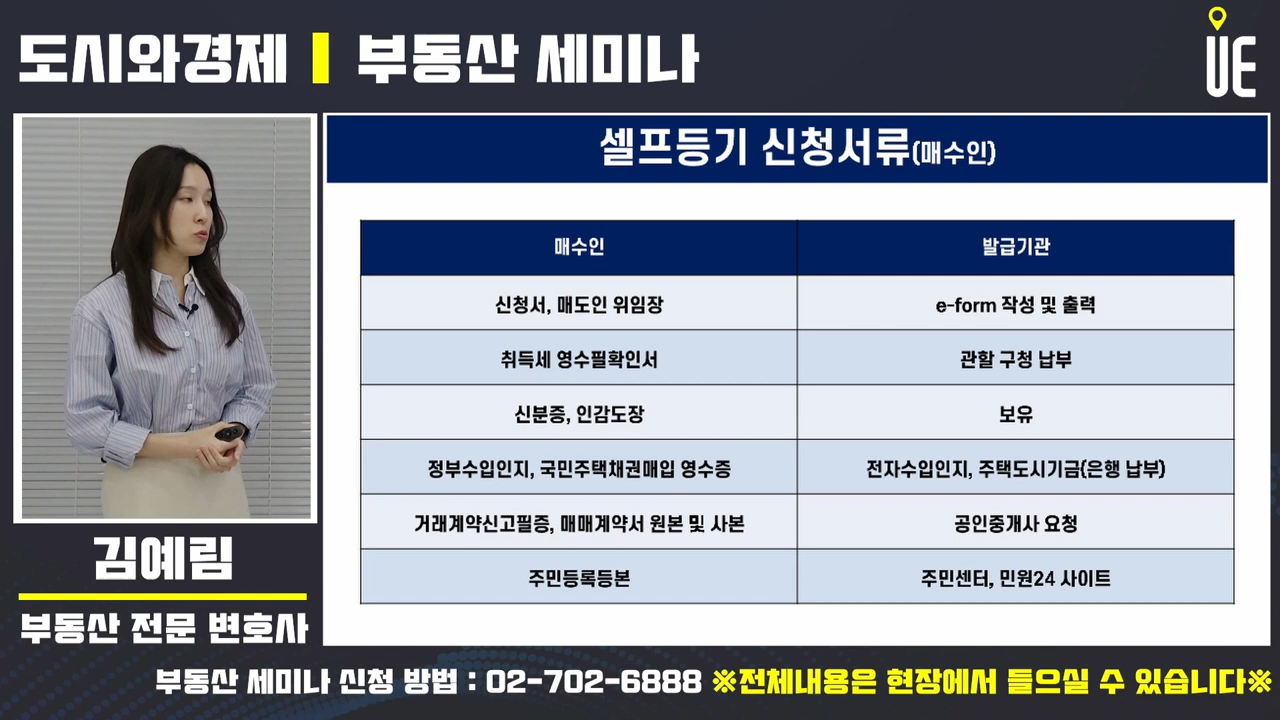 도시와경제 부동산 세미나
UE
셀프등기 신청서류(매수인)
매수인 발급기관
신청서, 매도인 위임장 e-form 작성 및 출력
취득세 영수필확인서 관할 구청 납부
신분증, 인감도장 보유
정부수입인지, 국민주택채권매입 영수증 전자수입인지, 주택도시기금(은행 납부)
거래계약신고필증, 매매계약서 원본 및 사본 공인중개사 요청
주민등록등본 주민센터, 민원24 사이트
김예림
부동산 전문 변호사
부동산 세미나 신청 방법 : 02-702-6888 ※전체내용은 현장에서 들으실 수 있습니다※